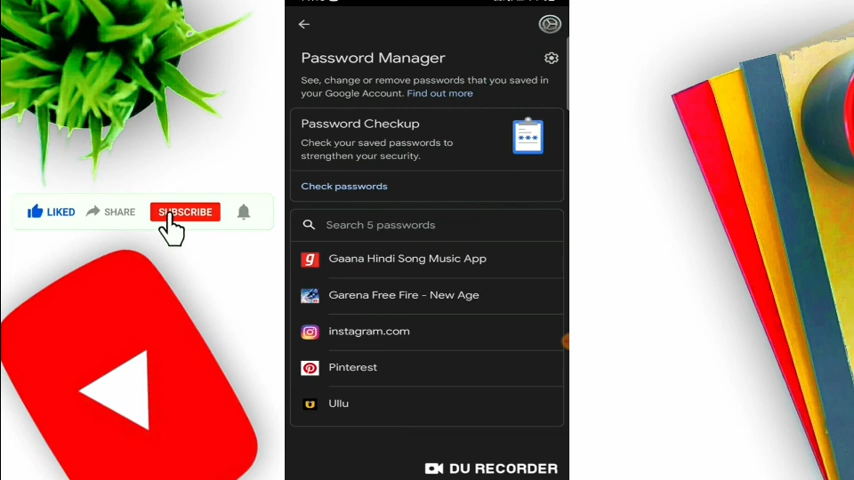 Password Manager
See, change or remove passwords that you saved in
your Google Account. Find out more
Password Checkup
Check your saved passwords to
strengthen your security.
Check passwords
LIKED SHARE SUBSCRIBE
Search 5 passwords
Gaana Hindi Song Music App
Garena Free Fire - New Age
instagram.com
Pinterest
Ullu
DU RECORDER